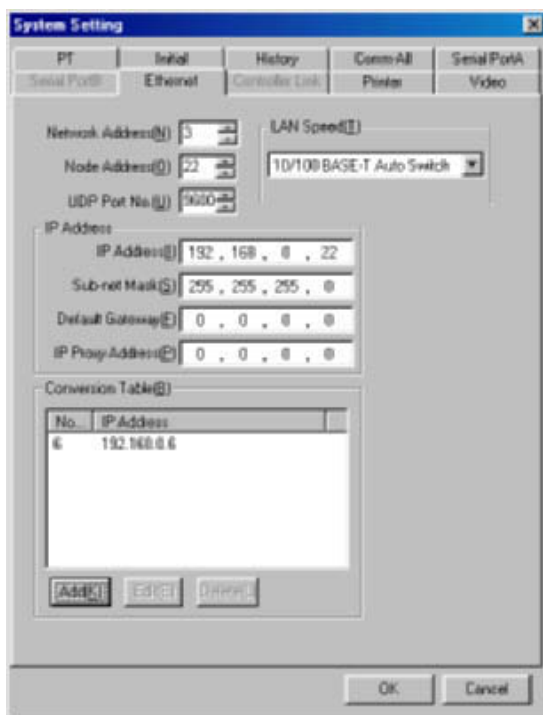 System Setting
PT Initial History Comm-All Serial PortA
Serial PortB Ethernet Controller Link Printer Video
Network Address(N) 3
LAN Speed(T)
Node Address(O) 22
10/100 BASE-T Auto Switch
UDP Port No.(U) 9600
IP Address
IP Address(I) 192 . 168 . 0 . 22
Sub-net Mask(S) 255 . 255 . 255 . 0
Default Gateway(F) 0 . 0 . 0 . 0
IP Proxy Address(P) 0 . 0 . 0 . 0
Conversion Table(B)
No... IP Address
6 192.168.0.6
Add(K) Edit(E) Delete(L)
OK Cancel